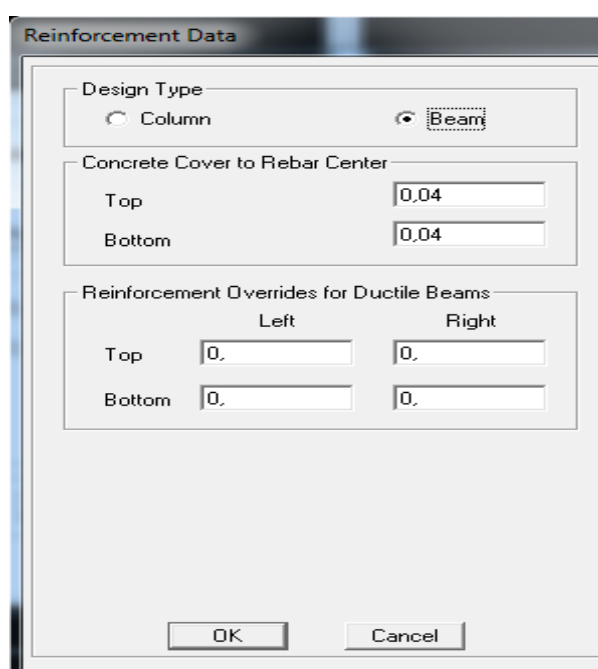 Reinforcement Data
Design Type
Column Beam
Concrete Cover to Rebar Center
Top 0,04
Bottom 0,04
Reinforcement Overrides for Ductile Beams
Left Right
Top 0, 0,
Bottom 0, 0,
OK Cancel